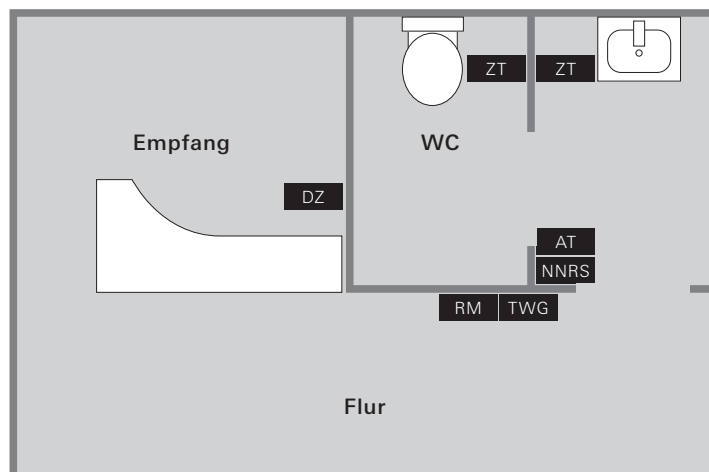 ZT
ZT
Empfang
WC
DZ
AT
NNRS
RM
TWG
Flur